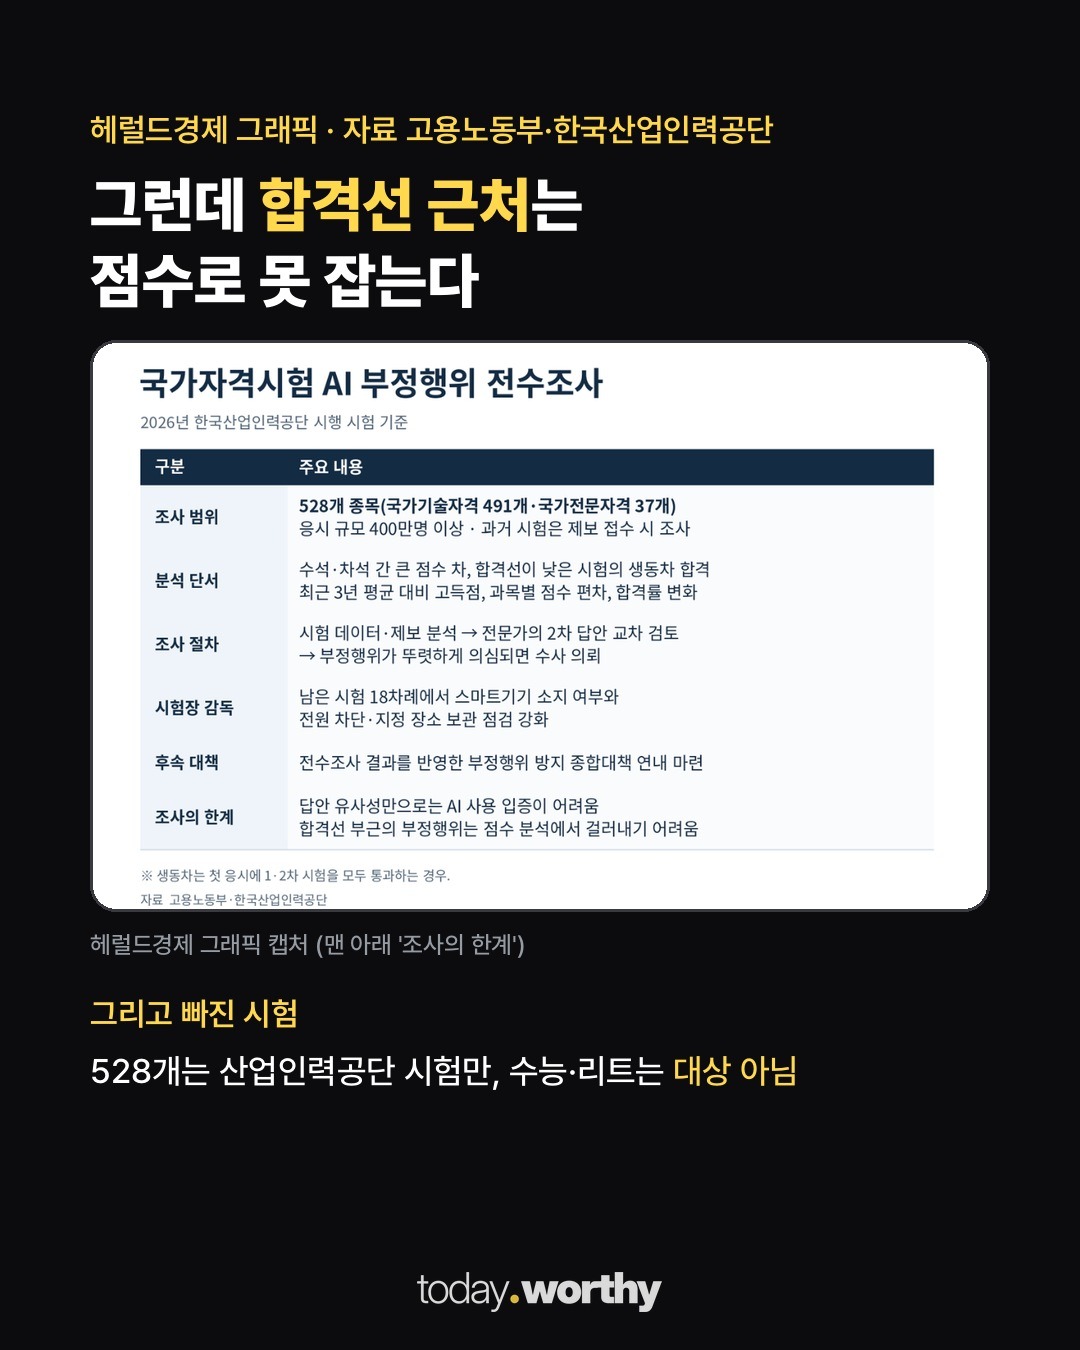 헤럴드경제 그래픽 · 자료 고용노동부·한국산업인력공단
그런데 합격선 근처는
점수로 못 잡는다
국가자격시험 AI 부정행위 전수조사
2026년 한국산업인력공단 시행 시험 기준
구분 주요 내용
조사 범위
528개 종목(국가기술자격 491개·국가전문자격 37개)
응시 규모 400만명 이상 · 과거 시험은 제보 접수 시 조사
분석 단서
수석·차석 간 큰 점수 차, 합격선이 낮은 시험의 생동차 합격
최근 3년 평균 대비 고득점, 과목별 점수 편차, 합격률 변화
조사 절차
시험 데이터·제보 분석 → 전문가의 2차 답안 교차 검토
→ 부정행위가 뚜렷하게 의심되면 수사 의뢰
시험장 감독
남은 시험 18차례에서 스마트기기 소지 여부와
전원 차단·지정 장소 보관 점검 강화
후속 대책
전수조사 결과를 반영한 부정행위 방지 종합대책 연내 마련
조사의 한계
답안 유사성만으로는 AI 사용 입증이 어려움
합격선 부근의 부정행위는 점수 분석에서 걸러내기 어려움
※ 생동차는 첫 응시에 1·2차 시험을 모두 통과하는 경우.
자료 고용노동부·한국산업인력공단
헤럴드경제 그래픽 캡처 (맨 아래 '조사의 한계')
그리고 빠진 시험
528개는 산업인력공단 시험만, 수능·리트는 대상 아님
today.worthy